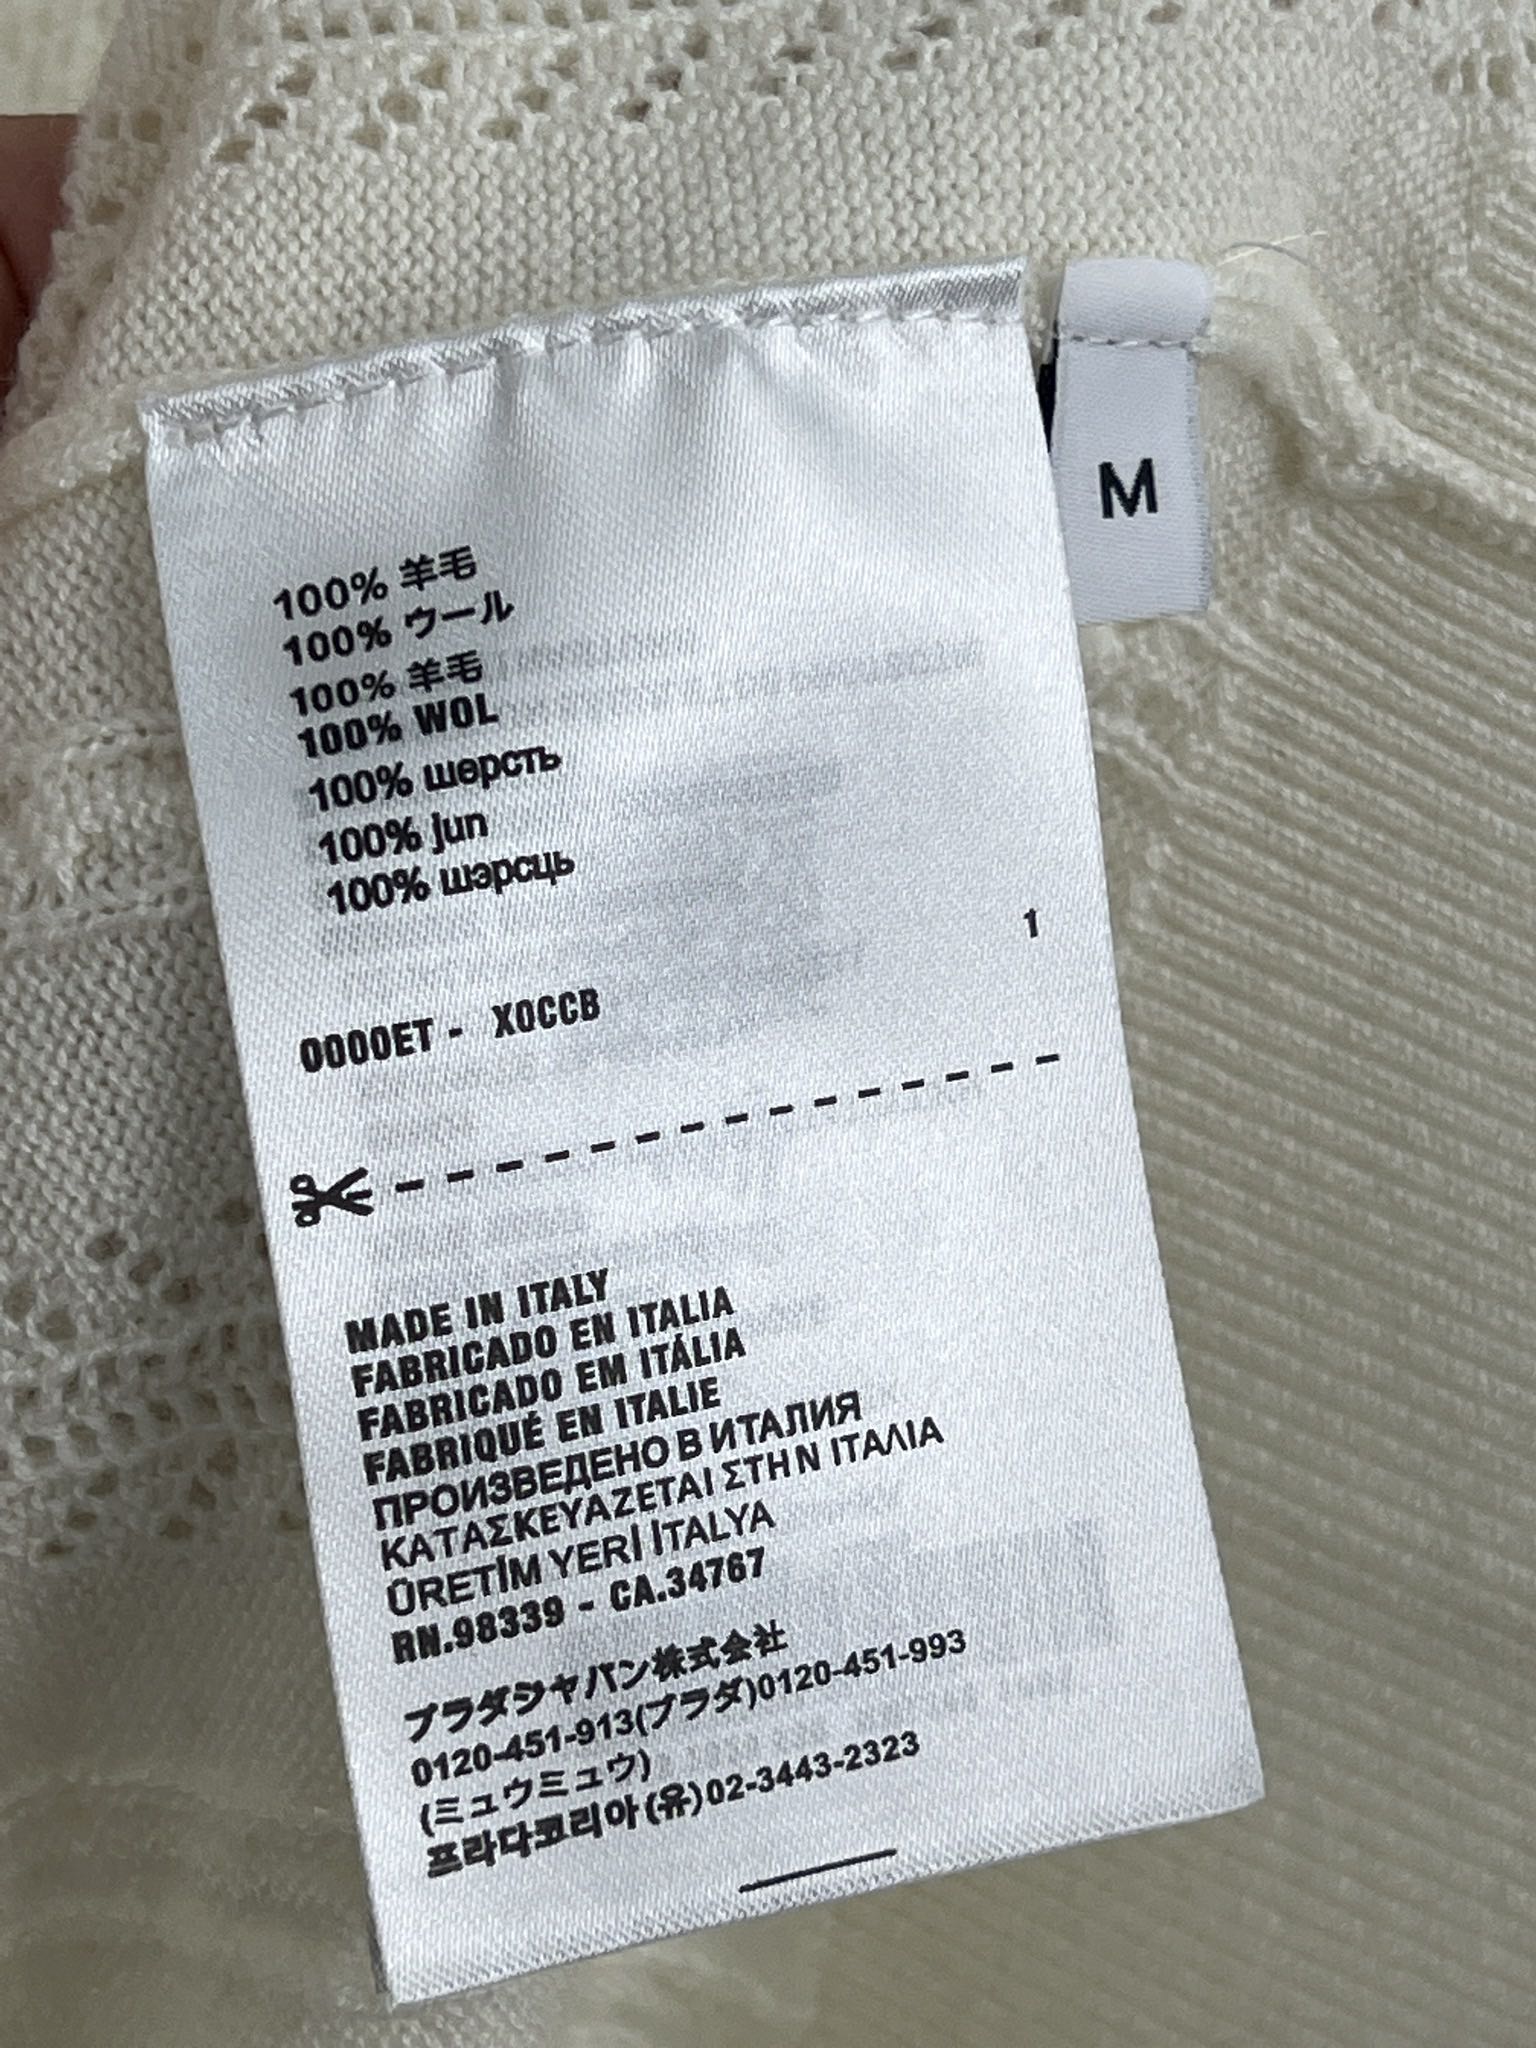 M
100% 羊毛
100% ウール
100% 羊毛
100% WOL
100% шерсть
100% jun
100% шэрсць
1
0000ET - X0CCB
MADE IN ITALY
FABRICADO EN ITALIA
FABRICADO EM ITÁLIA
FABRIQUÉ EN ITALIE
ПРОИЗВЕДЕНО В ИТАЛИЯ
ΚΑΤΑΣΚΕΥΑΖΕΤΑΙ ΣΤΗΝ ΙΤΑΛΙΑ
ÜRETİM YERİ İTALYA
RN.98339 - CA.34767
プラダジャパン株式会社
0120-451-913(プラダ)0120-451-993
(ミュウミュウ)
프라다코리아(유)02-3443-2323